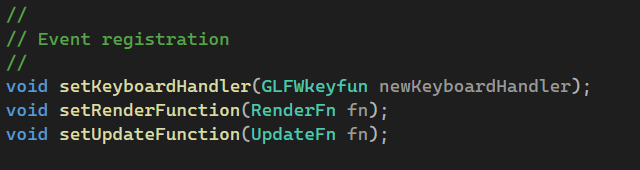 //
// Event registration
//
void setKeyboardHandler(GLFWkeyfun newKeyboardHandler);
void setRenderFunction(RenderFn fn);
void setUpdateFunction(UpdateFn fn);